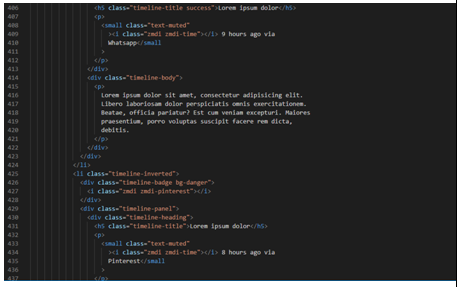 406 <h5 class="timeline-title success">Lorem ipsum dolor</h5>
407 <p>
408 <small class="text-muted"
409 ><i class="zmdi zmdi-time"></i> 9 hours ago via
410 Whatsapp</small
411 >
412 </p>
413 </div>
414 <div class="timeline-body">
415 <p>
416 Lorem ipsum dolor sit amet, consectetur adipisicing elit.
417 Libero laboriosam dolor perspiciatis omnis exercitationem.
418 Beatae, officia pariatur? Est cum veniam excepturi. Maiores
419 praesentium, porro voluptas suscipit facere rem dicta,
420 debitis.
421 </p>
422 </div>
423 </div>
424 </li>
425 <li class="timeline-inverted">
426 <div class="timeline-badge bg-danger">
427 <i class="zmdi zmdi-pinterest"></i>
428 </div>
429 <div class="timeline-panel">
430 <div class="timeline-heading">
431 <h5 class="timeline-title">Lorem ipsum dolor</h5>
432 <p>
433 <small class="text-muted"
434 ><i class="zmdi zmdi-time"></i> 8 hours ago via
435 Pinterest</small
436 >
437 </p>